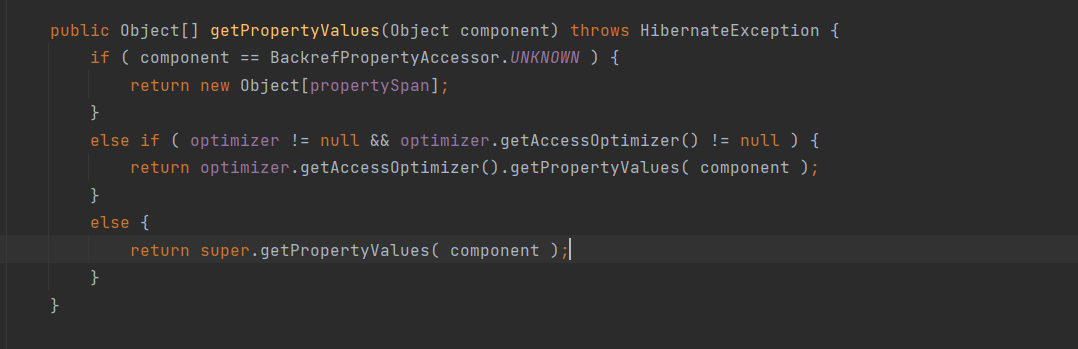 public Object[] getPropertyValues(Object component) throws HibernateException {
    if ( component == BackrefPropertyAccessor.UNKNOWN ) {
        return new Object[propertySpan];
    }
    else if ( optimizer != null && optimizer.getAccessOptimizer() != null ) {
        return optimizer.getAccessOptimizer().getPropertyValues( component );
    }
    else {
        return super.getPropertyValues( component );
    }
}